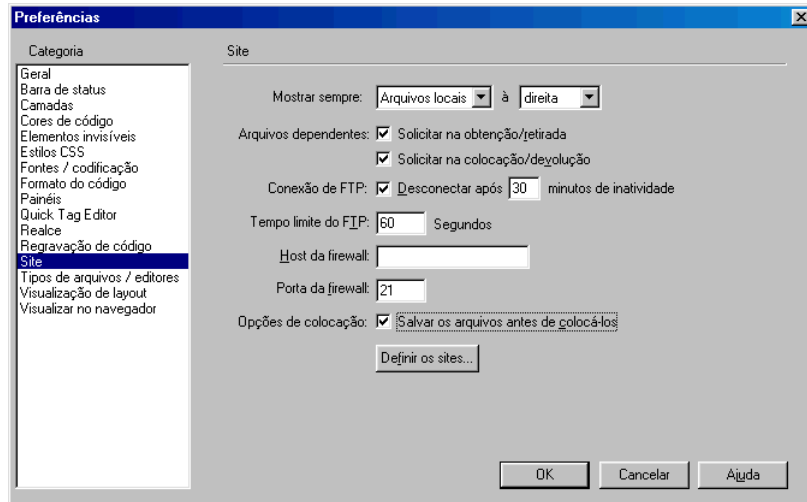 Preferências
Categoria
Geral
Barra de status
Camadas
Cores de código
Elementos invisíveis
Estilos CSS
Fontes / codificação
Formato do código
Painéis
Quick Tag Editor
Realce
Regravação de código
Site
Tipos de arquivos / editores
Visualização de layout
Visualizar no navegador
Site
Mostrar sempre: Arquivos locais à direita
Arquivos dependentes: Solicitar na obtenção/retirada
Solicitar na colocação/devolução
Conexão de FTP: Desconectar após 30 minutos de inatividade
Tempo limite do FTP: 60 Segundos
Host da firewall:
Porta da firewall: 21
Opções de colocação: Salvar os arquivos antes de colocá-los
Definir os sites...
OK Cancelar Ajuda